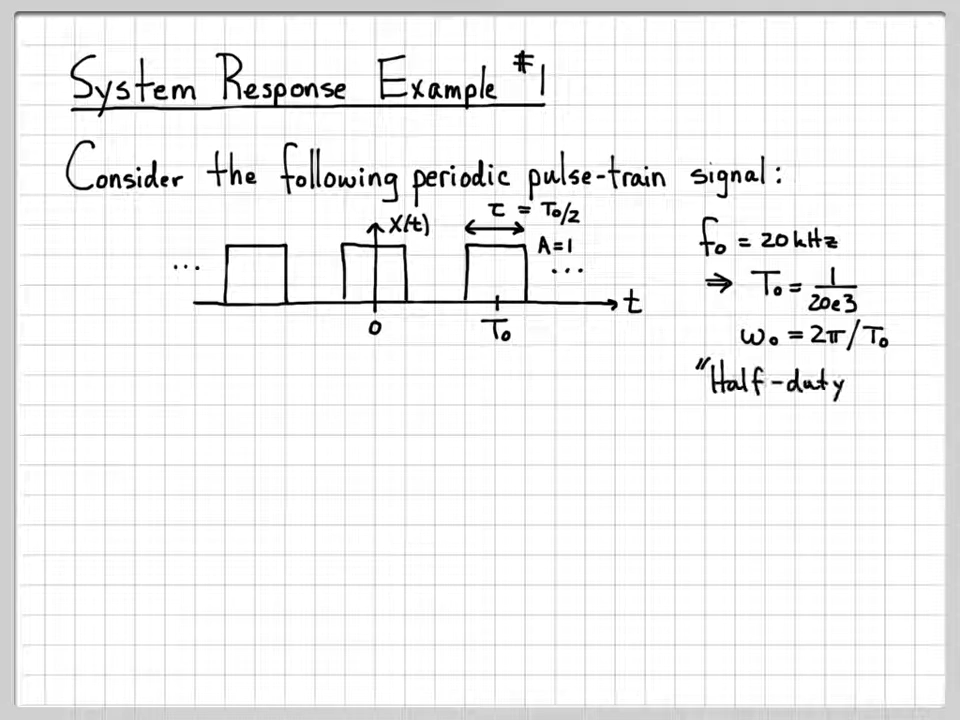 System Response Example #1
Consider the following periodic pulse-train signal:
τ = T₀/2
x(t)
A=1
... ...
t
0 T₀
f₀ = 20kHz
⇒ T₀ = 1/20e3
ω₀ = 2π/T₀
"Half-duty